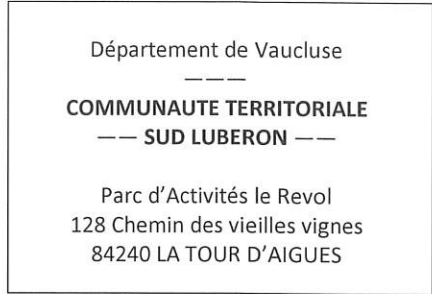 Département de Vaucluse
———
COMMUNAUTE TERRITORIALE
—— SUD LUBERON ——
Parc d'Activités le Revol
128 Chemin des vieilles vignes
84240 LA TOUR D'AIGUES